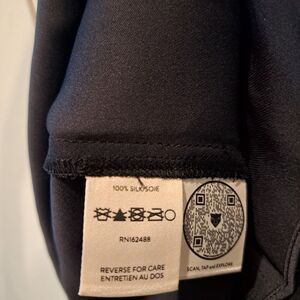 100% SILK/SOIE
RN162488
REVERSE FOR CARE
ENTRETIEN AU DOS
SCAN, TAP and EXPLORE